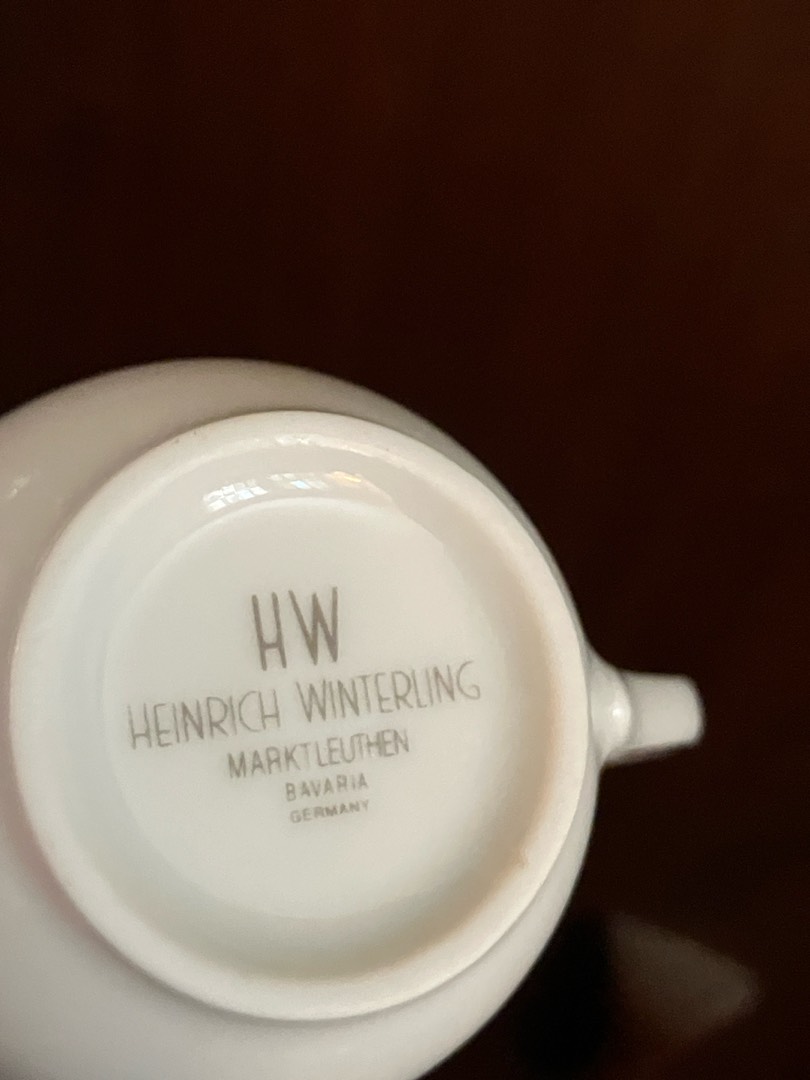 HW
HEINRICH WINTERLING
MARKTLEUTHEN
BAVARIA
GERMANY